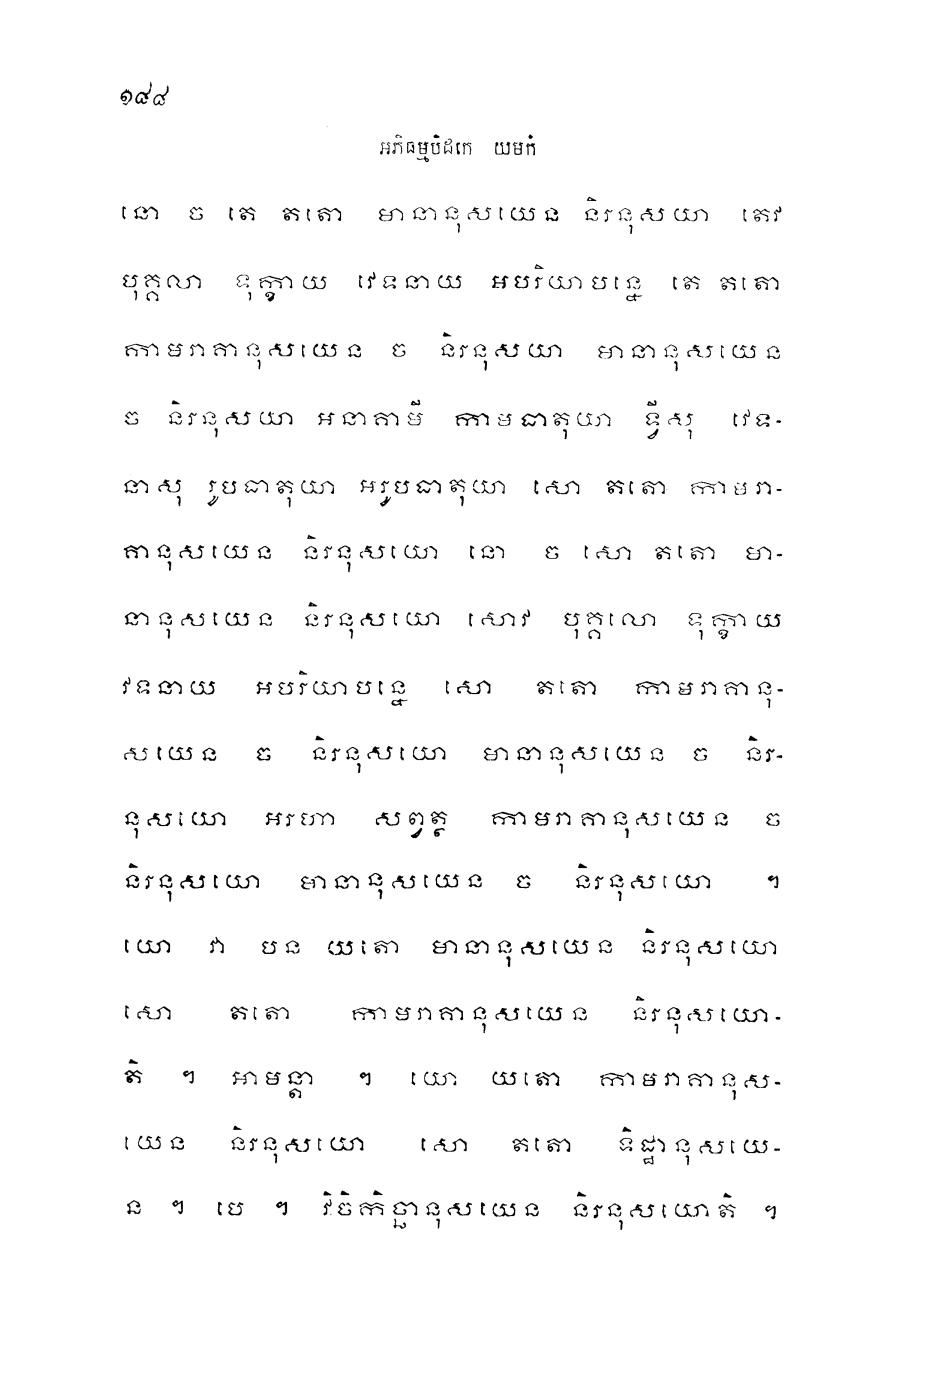 ១៨៨
អភិធម្មបិដកេ យមកំ
នោ ច តេ តតោ មានានុសយេន និរនុសយា តេវ
បុគ្គលា ទុក្ខាយ វេទនាយ អបរិយាបន្នេ តេ តតោ
កាមរាគានុសយេន ច និរនុសយា មានានុសយេន
ច និរនុសយា អនាគាមី កាមធាតុយា ទ្វីសុ វេទ-
នាសុ រូបធាតុយា អរូបធាតុយា សោ តតោ កាមរា-
គានុសយេន និរនុសយោ នោ ច សោ តតោ មា-
នានុសយេន និរនុសយោ សោវ បុគ្គលោ ទុក្ខាយ
វេទនាយ អបរិយាបន្នេ សោ តតោ កាមរាគានុ-
សយេន ច និរនុសយោ មានានុសយេន ច និរ-
នុសយោ អរហា សព្វត្ថ កាមរាគានុសយេន ច
និរនុសយោ មានានុសយេន ច និរនុសយោ ។
យោ វា បន យតោ មានានុសយេន និរនុសយោ
សោ តតោ កាមរាគានុសយេន និរនុសយោ-
តិ ។ អាមន្តា ។ យោ យតោ កាមរាគានុស-
យេន និរនុសយោ សោ តតោ ទិដ្ឋានុសយេ-
ន ។ បេ ។ វិចិកិច្ឆានុសយេន និរនុសយោតិ ។